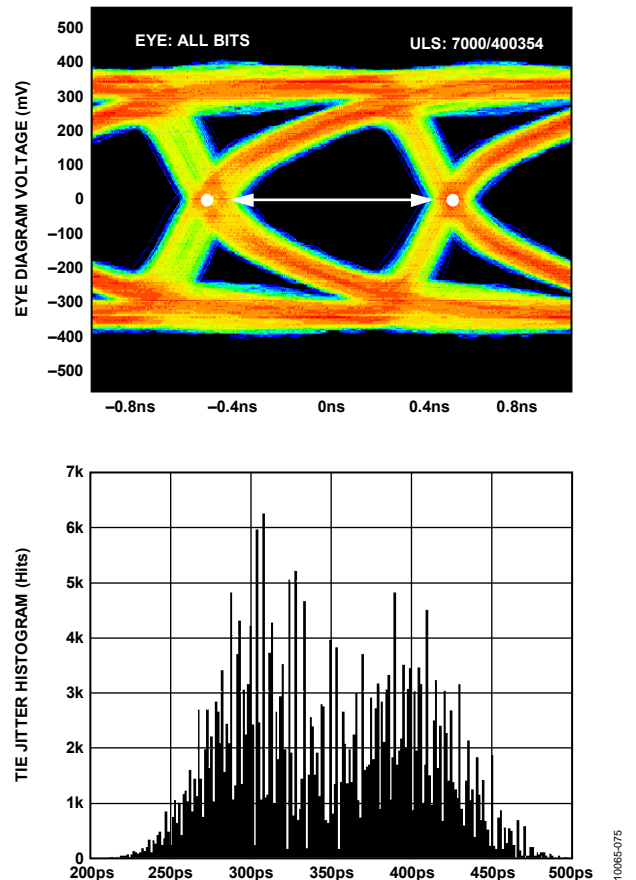 EYE: ALL BITS
ULS: 7000/400354
EYE DIAGRAM VOLTAGE (mV)
500
400
300
200
100
0
–100
–200
–300
–400
–500
–0.8ns –0.4ns 0ns 0.4ns 0.8ns
TIE JITTER HISTOGRAM (Hits)
7k
6k
5k
4k
3k
2k
1k
0
200ps 250ps 300ps 350ps 400ps 450ps 500ps
10065-075